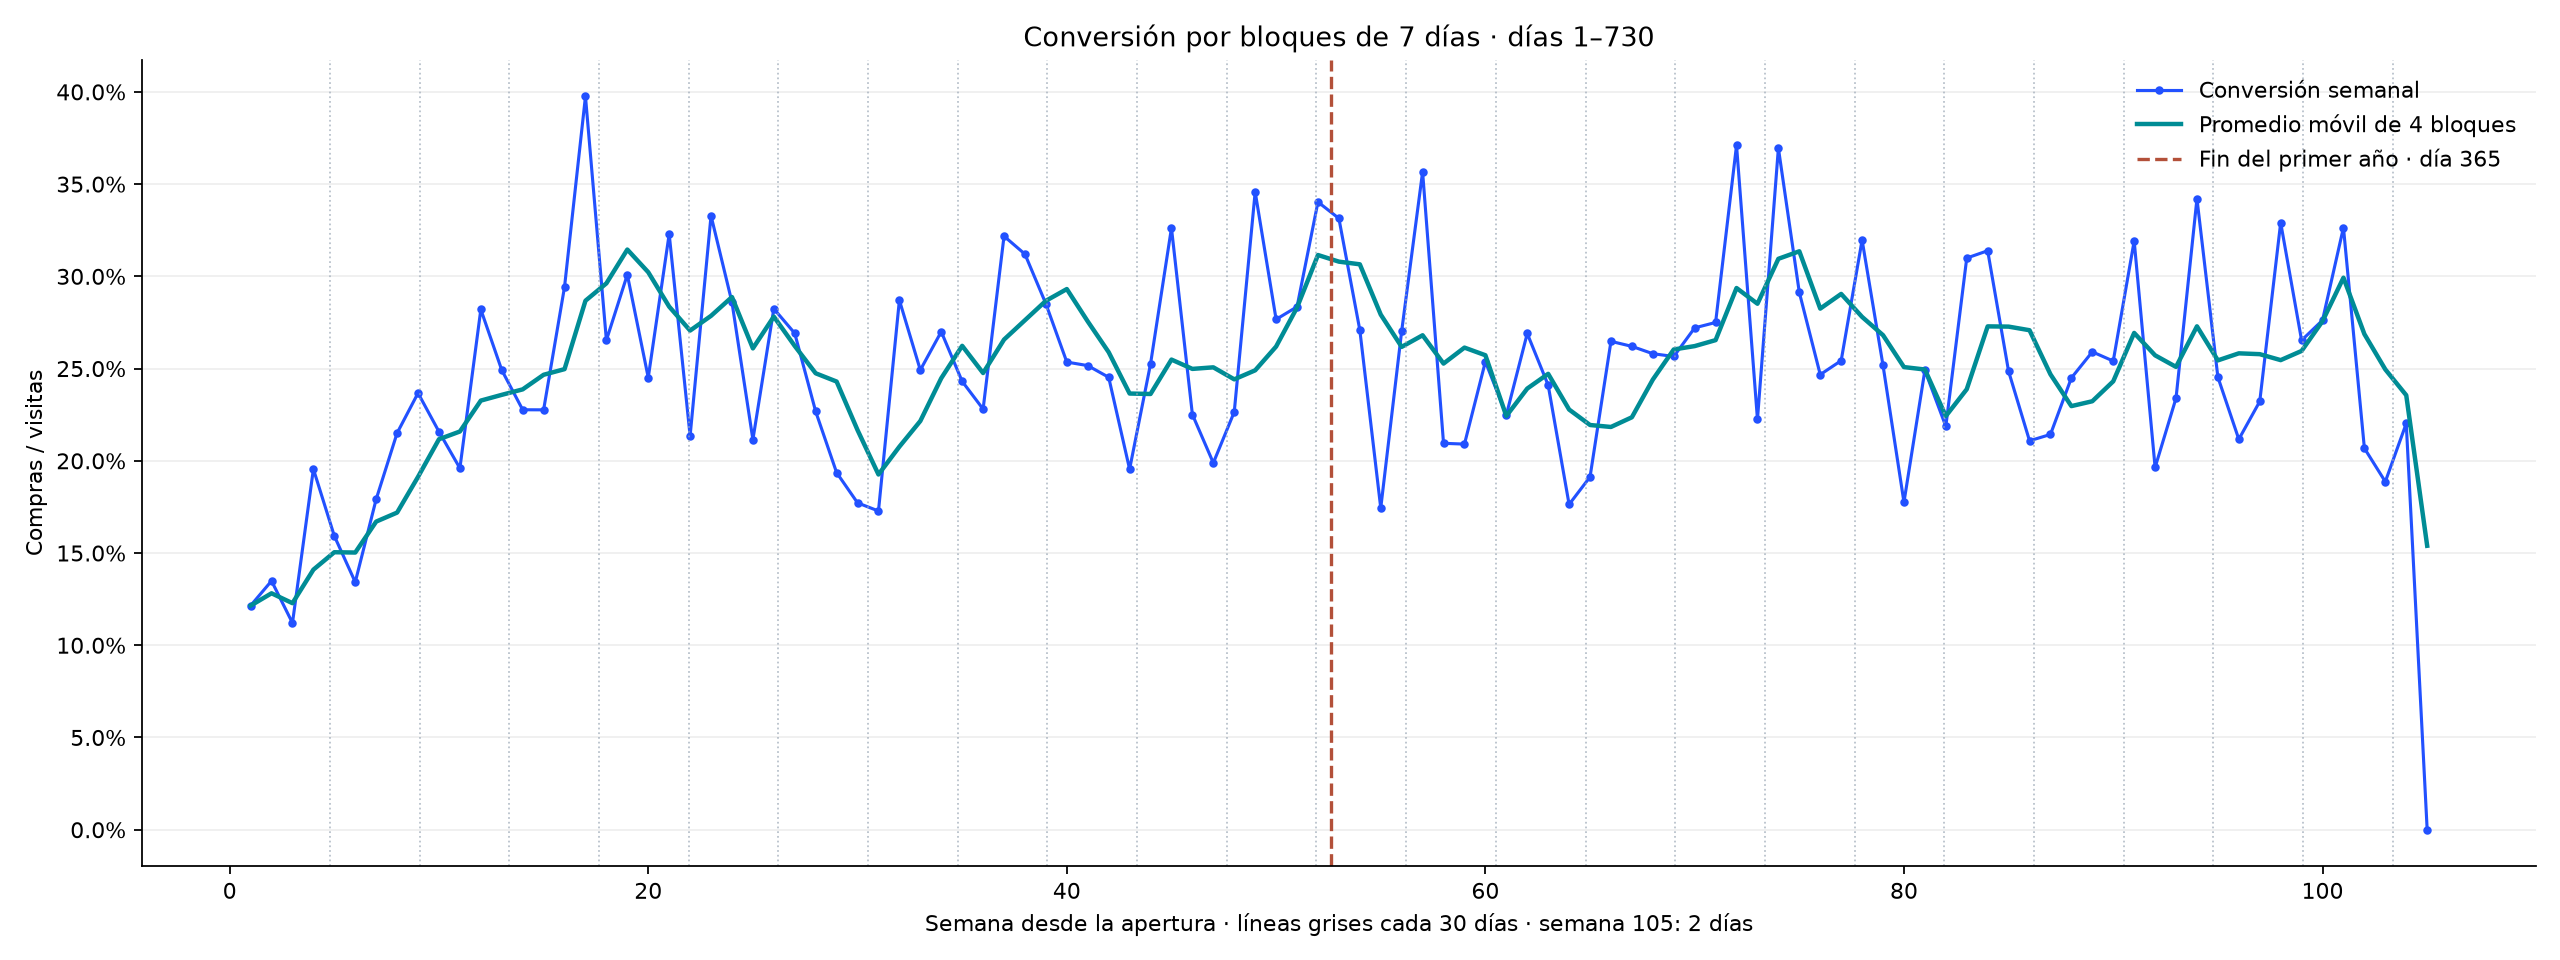 Conversión por bloques de 7 días · días 1–730
Conversión semanal
Promedio móvil de 4 bloques
Fin del primer año · día 365
Compras / visitas
40.0%
35.0%
30.0%
25.0%
20.0%
15.0%
10.0%
5.0%
0.0%
0 20 40 60 80 100
Semana desde la apertura · líneas grises cada 30 días · semana 105: 2 días